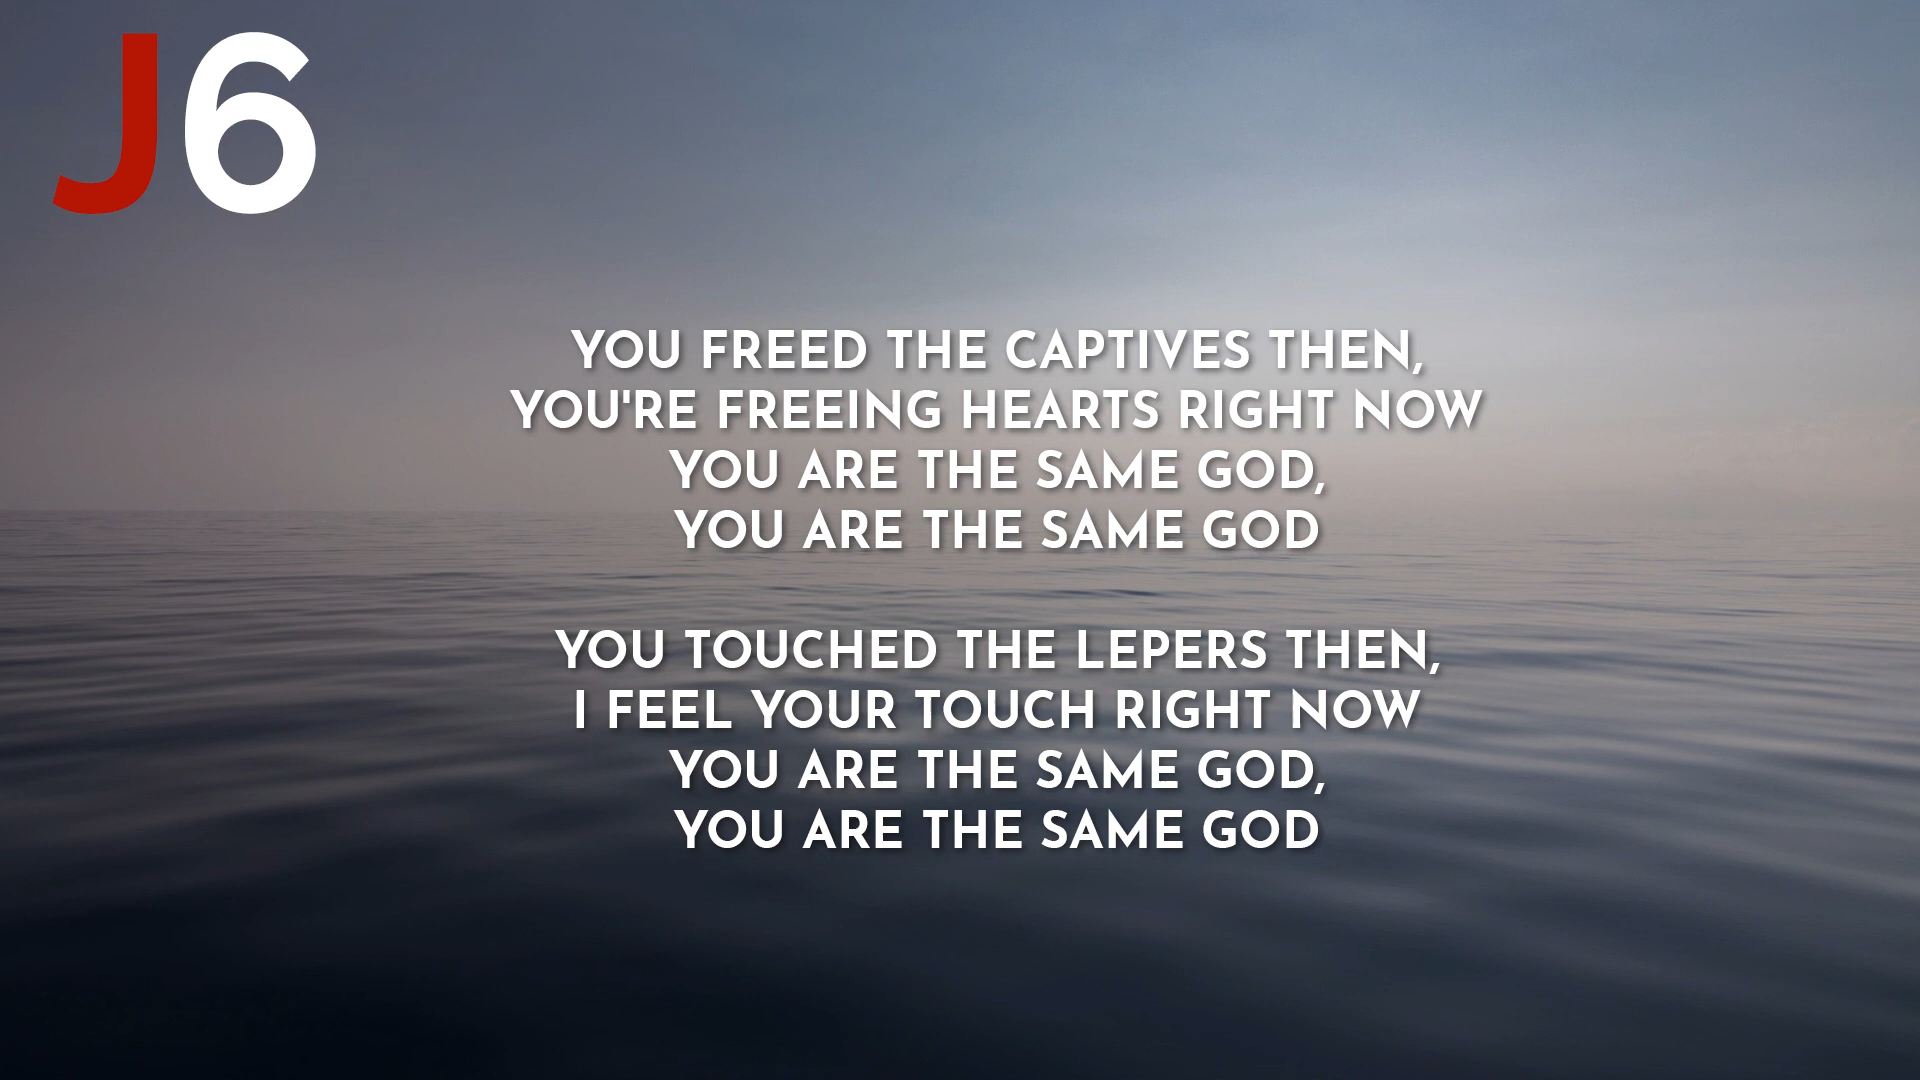 J6
YOU FREED THE CAPTIVES THEN,
YOU'RE FREEING HEARTS RIGHT NOW
YOU ARE THE SAME GOD,
YOU ARE THE SAME GOD
YOU TOUCHED THE LEPERS THEN,
I FEEL YOUR TOUCH RIGHT NOW
YOU ARE THE SAME GOD,
YOU ARE THE SAME GOD